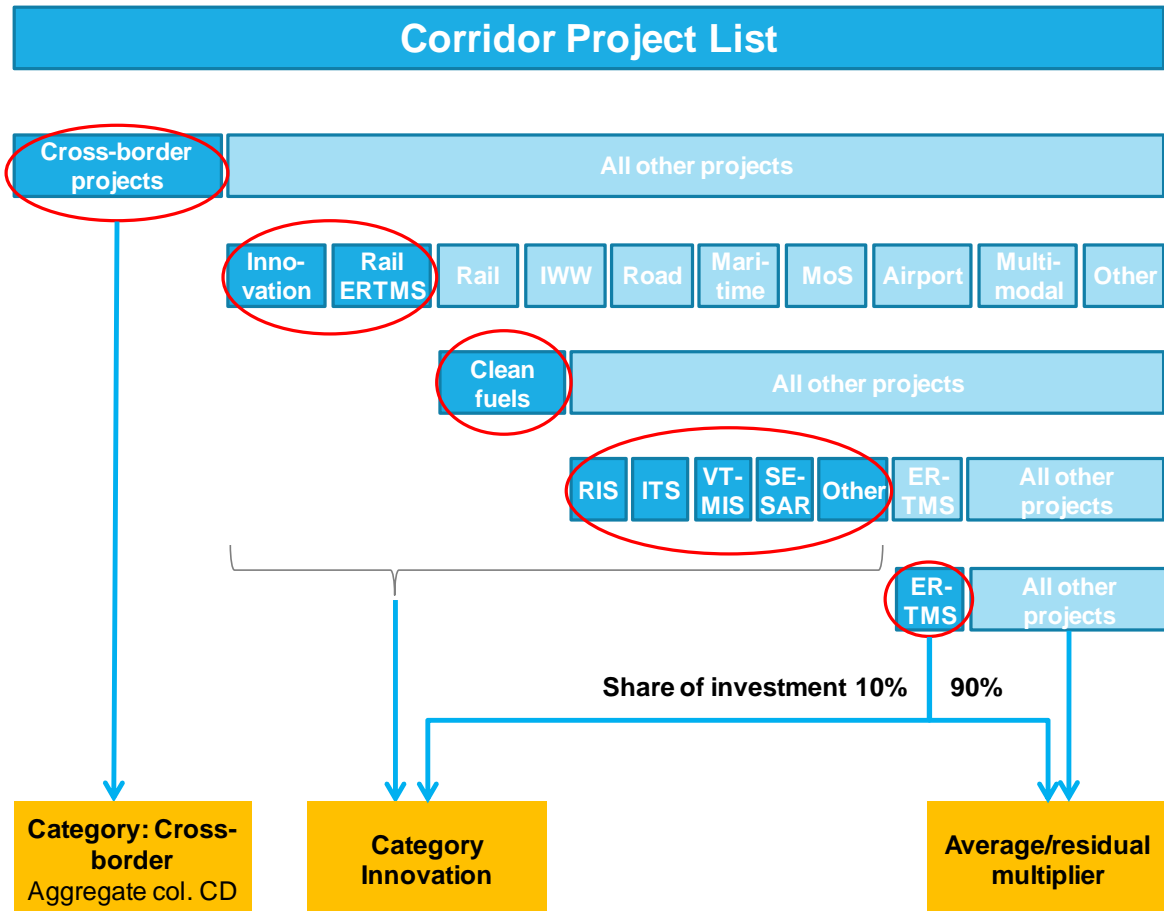 Corridor Project List
Cross-border
projects
All other projects
Inno-
vation
Rail
ERTMS
Rail
IWW
Road
Mari-
time
MoS
Airport
Multi-
modal
Other
Clean
fuels
All other projects
RIS
ITS
VT-
MIS
SE-
SAR
Other
ER-
TMS
All other
projects
ER-
TMS
All other
projects
Share of investment 10%
90%
Category: Cross-
border
Aggregate col. CD
Category
Innovation
Average/residual
multiplier